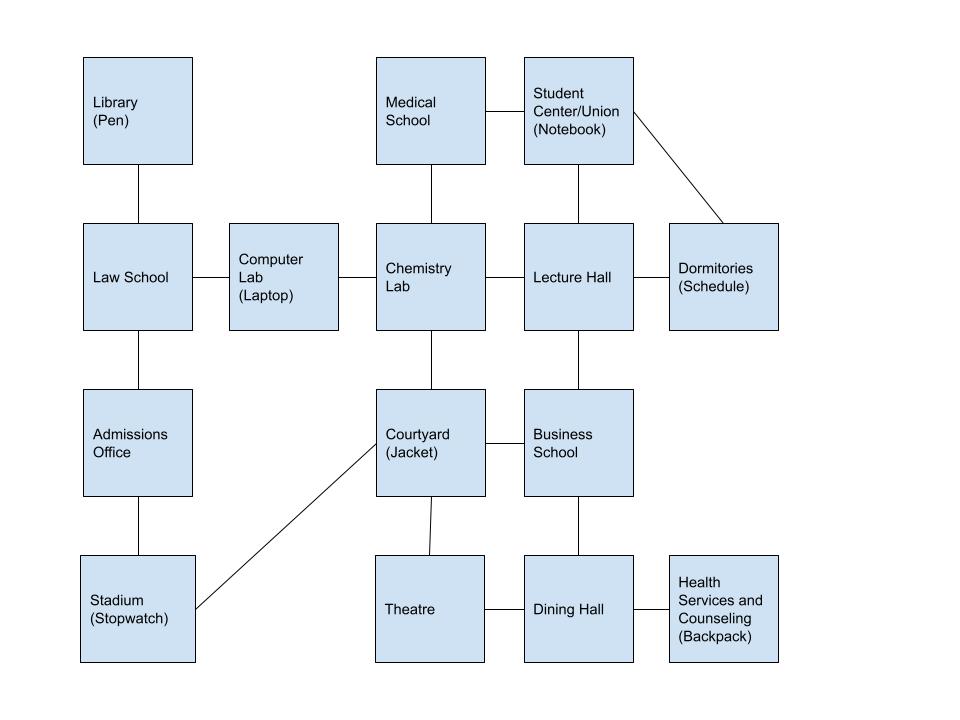 Library
(Pen)
Medical
School
Student
Center/Union
(Notebook)
Law School
Computer
Lab
(Laptop)
Chemistry
Lab
Lecture Hall
Dormitories
(Schedule)
Admissions
Office
Courtyard
(Jacket)
Business
School
Stadium
(Stopwatch)
Theatre
Dining Hall
Health
Services and
Counseling
(Backpack)